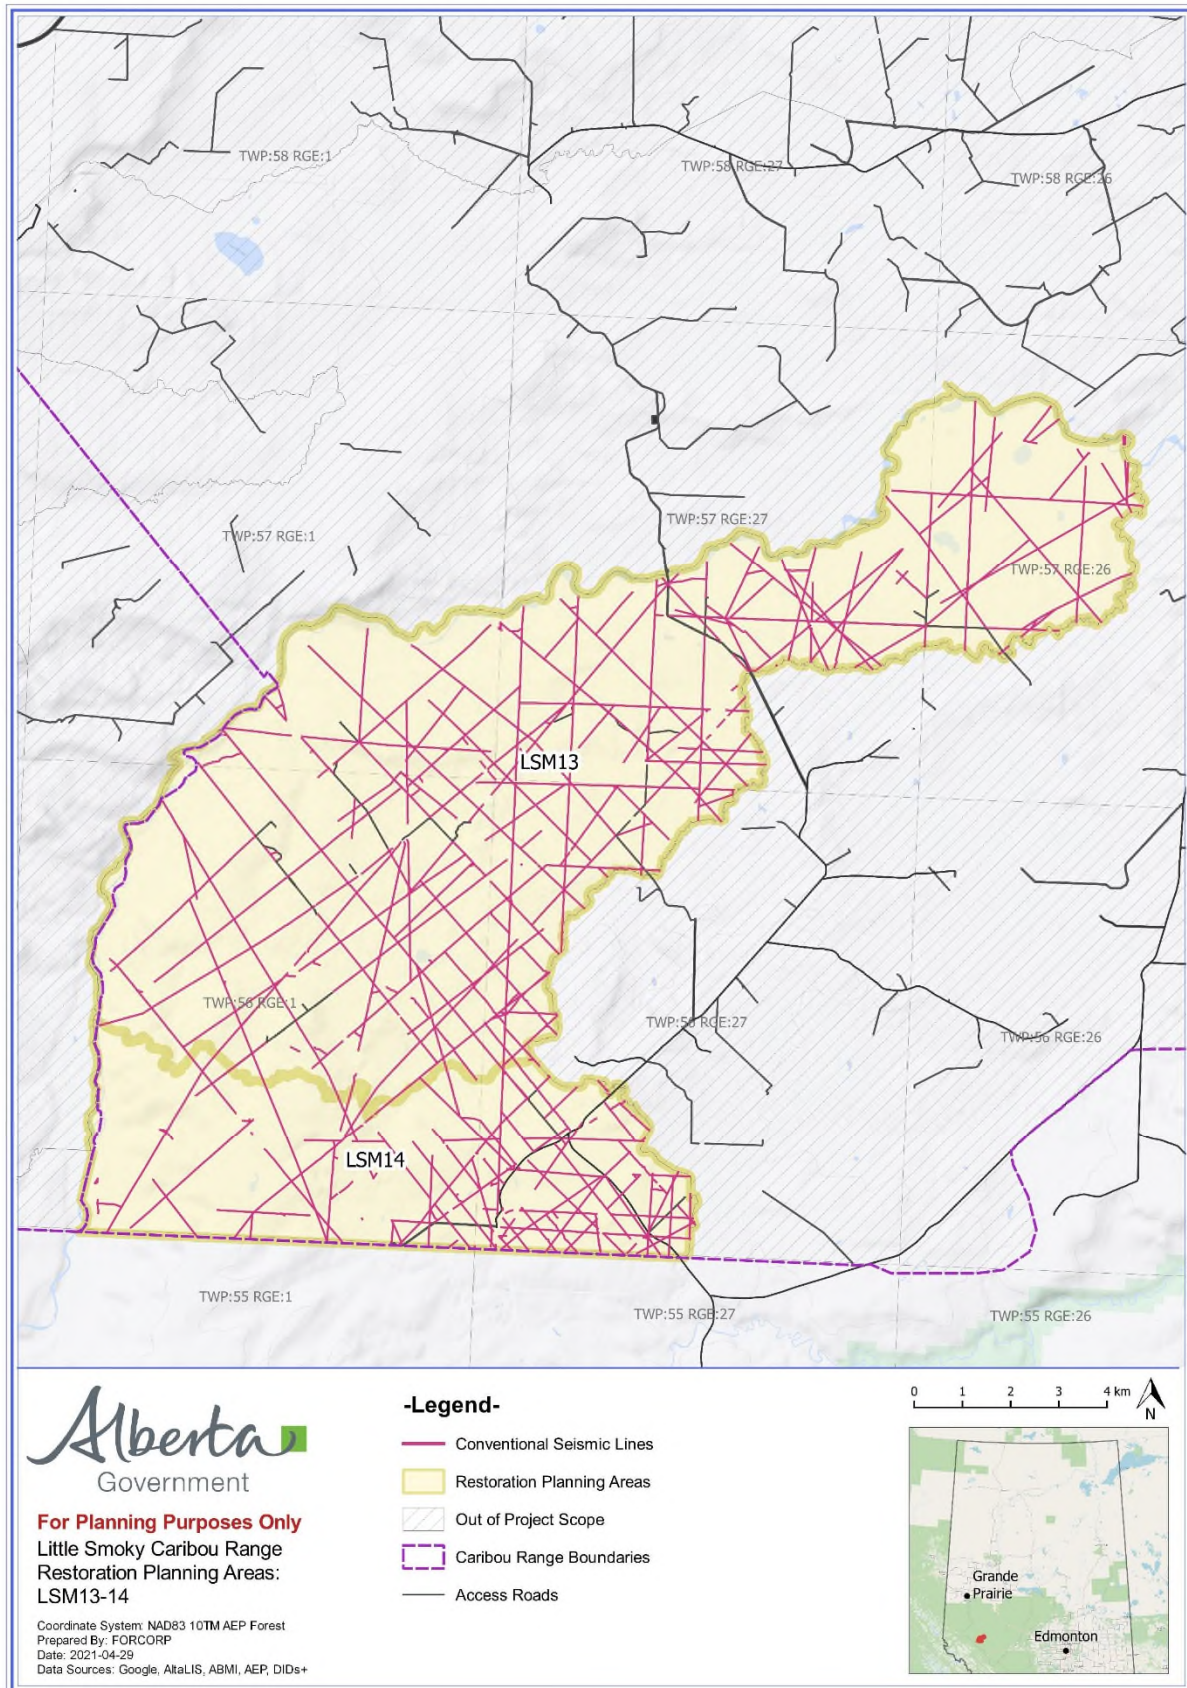 TWP:58 RGE:1
TWP:58 RGE:27
TWP:58 RGE:26
TWP:57 RGE:1
TWP:57 RGE:27
TWP:57 RGE:26
LSM13
TWP:56 RGE:1
TWP:56 RGE:27
TWP:56 RGE:26
LSM14
TWP:55 RGE:1
TWP:55 RGE:27
TWP:55 RGE:26
Alberta
Government
For Planning Purposes Only
Little Smoky Caribou Range
Restoration Planning Areas:
LSM13-14
Coordinate System: NAD83 10TM AEP Forest
Prepared By: FORCORP
Date: 2021-04-29
Data Sources: Google, AltaLIS, ABMI, AEP, DIDs+
-Legend-
Conventional Seismic Lines
Restoration Planning Areas
Out of Project Scope
Caribou Range Boundaries
Access Roads
0 1 2 3 4 km
N
Grande
Prairie
Edmonton